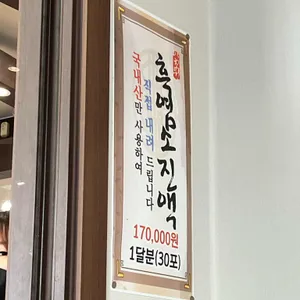 흑염소진액
국내산만 사용하여
직접 내려 드립니다
170,000원
1달분(30포)